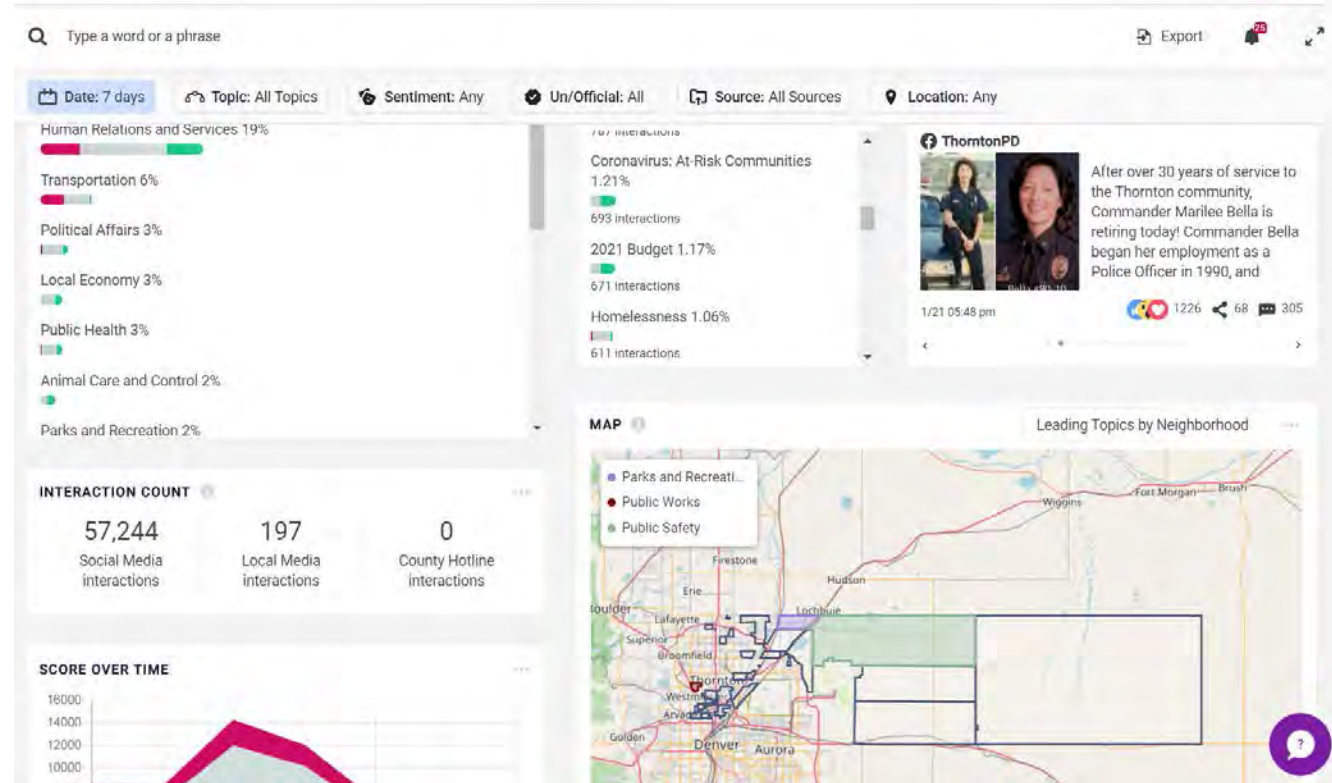 Type a word or a phrase
Export
25
Date: 7 days
Topic: All Topics
Sentiment: Any
Un/Official: All
Source: All Sources
Location: Any
Human Relations and Services 19%
Transportation 6%
Political Affairs 3%
Local Economy 3%
Public Health 3%
Animal Care and Control 2%
Parks and Recreation 2%
INTERACTION COUNT
57,244
Social Media
interactions
197
Local Media
interactions
0
County Hotline
interactions
SCORE OVER TIME
16000
14000
12000
10000
767 interactions
Coronavirus: At-Risk Communities
1.21%
693 interactions
2021 Budget 1.17%
671 interactions
Homelessness 1.06%
611 interactions
ThorntonPD
After over 30 years of service to
the Thornton community,
Commander Marilee Bella is
retiring today! Commander Bella
began her employment as a
Police Officer in 1990, and
1/21 05:48 pm
1226
68
305
MAP
Leading Topics by Neighborhood
Parks and Recreati...
Public Works
Public Safety
Wiggins
Fort Morgan
Brush
Firestone
Hudson
Erie
Lochbuie
oulder
Lafayette
Superior
Broomfield
Thornton
Westm
Arvad
Golden
Denver
Aurora